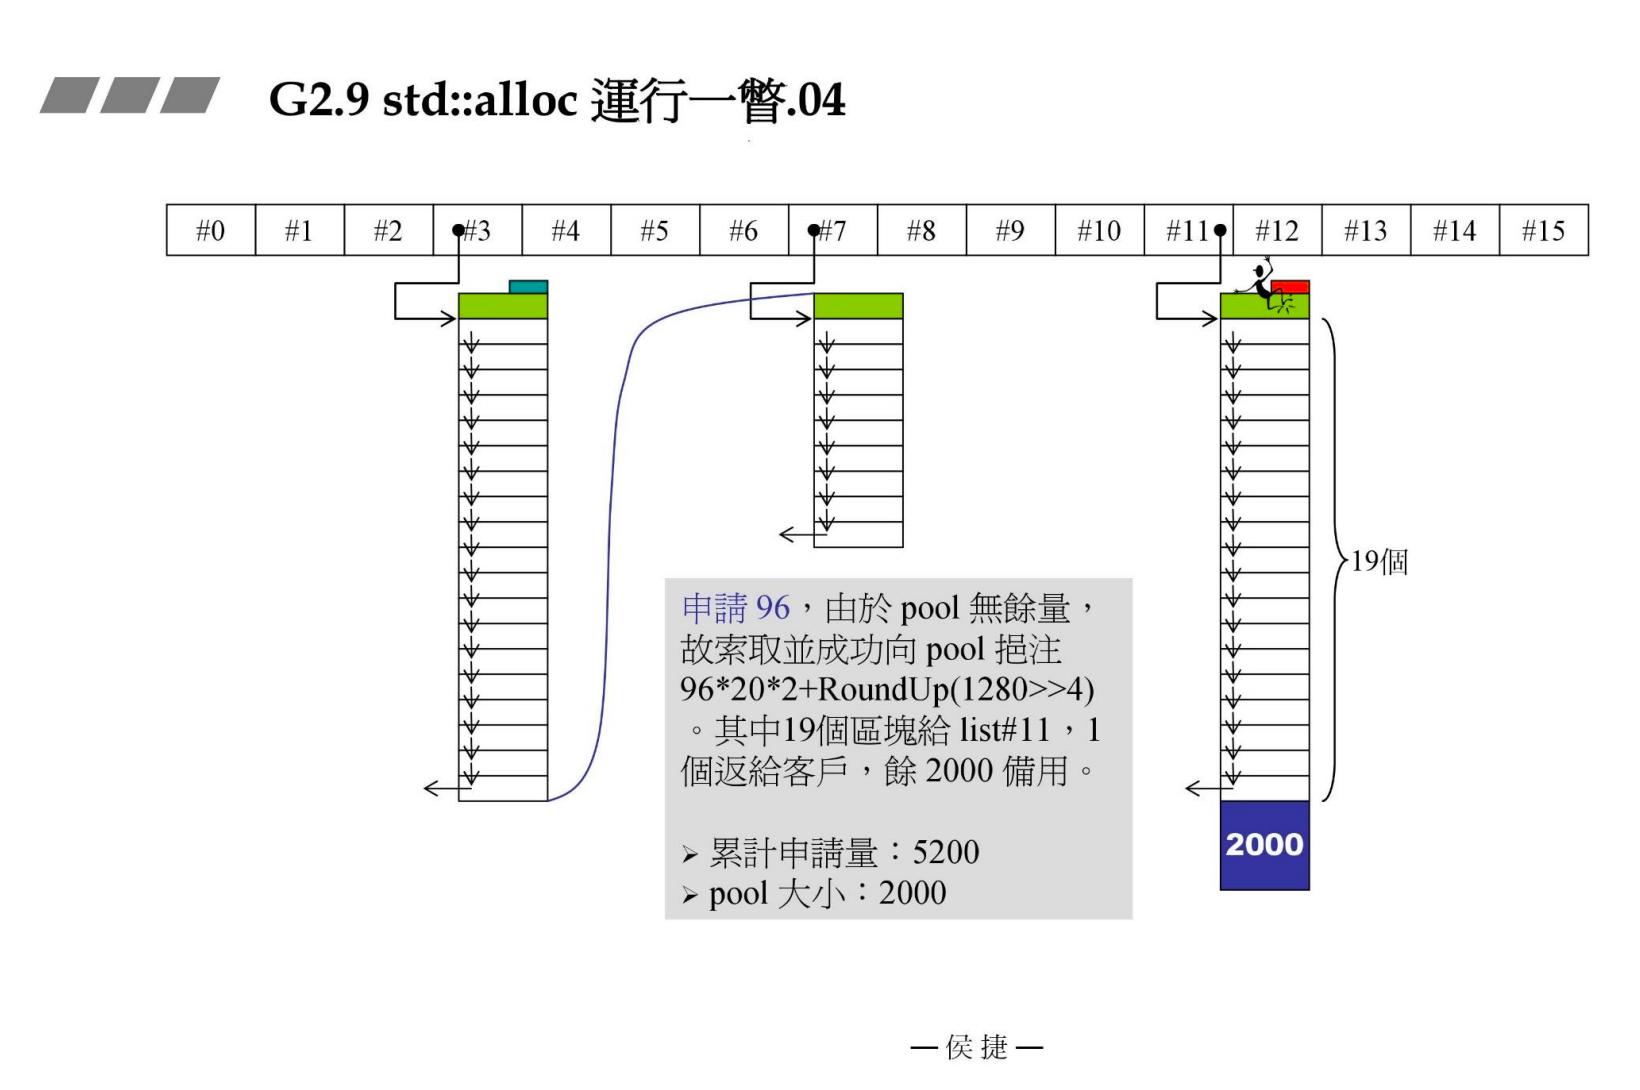 G2.9 std::alloc 運行一瞥.04
#0 #1 #2 #3 #4 #5 #6 #7 #8 #9 #10 #11 #12 #13 #14 #15
19個
申請 96，由於 pool 無餘量，
故索取並成功向 pool 挹注
96*20*2+RoundUp(1280>>4)
。其中19個區塊給 list#11，1
個返給客戶，餘 2000 備用。
➢ 累計申請量：5200
➢ pool 大小：2000
2000
— 侯 捷 —